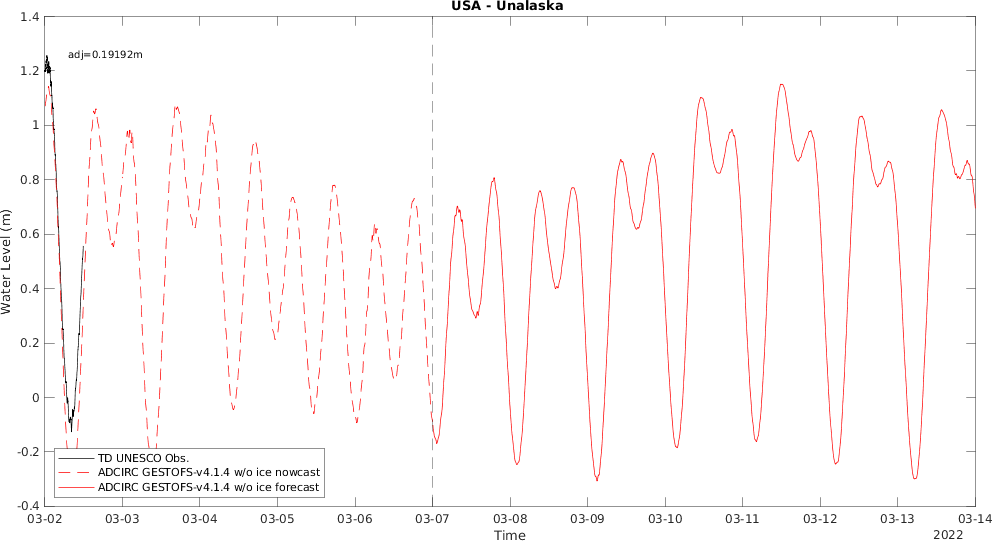 USA - Unalaska
adj=0.19192m
Water Level (m)
1.4
1.2
1
0.8
0.6
0.4
0.2
0
-0.2
-0.4
TD UNESCO Obs.
ADCIRC GESTOFS-v4.1.4 w/o ice nowcast
ADCIRC GESTOFS-v4.1.4 w/o ice forecast
03-02 03-03 03-04 03-05 03-06 03-07 03-08 03-09 03-10 03-11 03-12 03-13 03-14
Time
2022